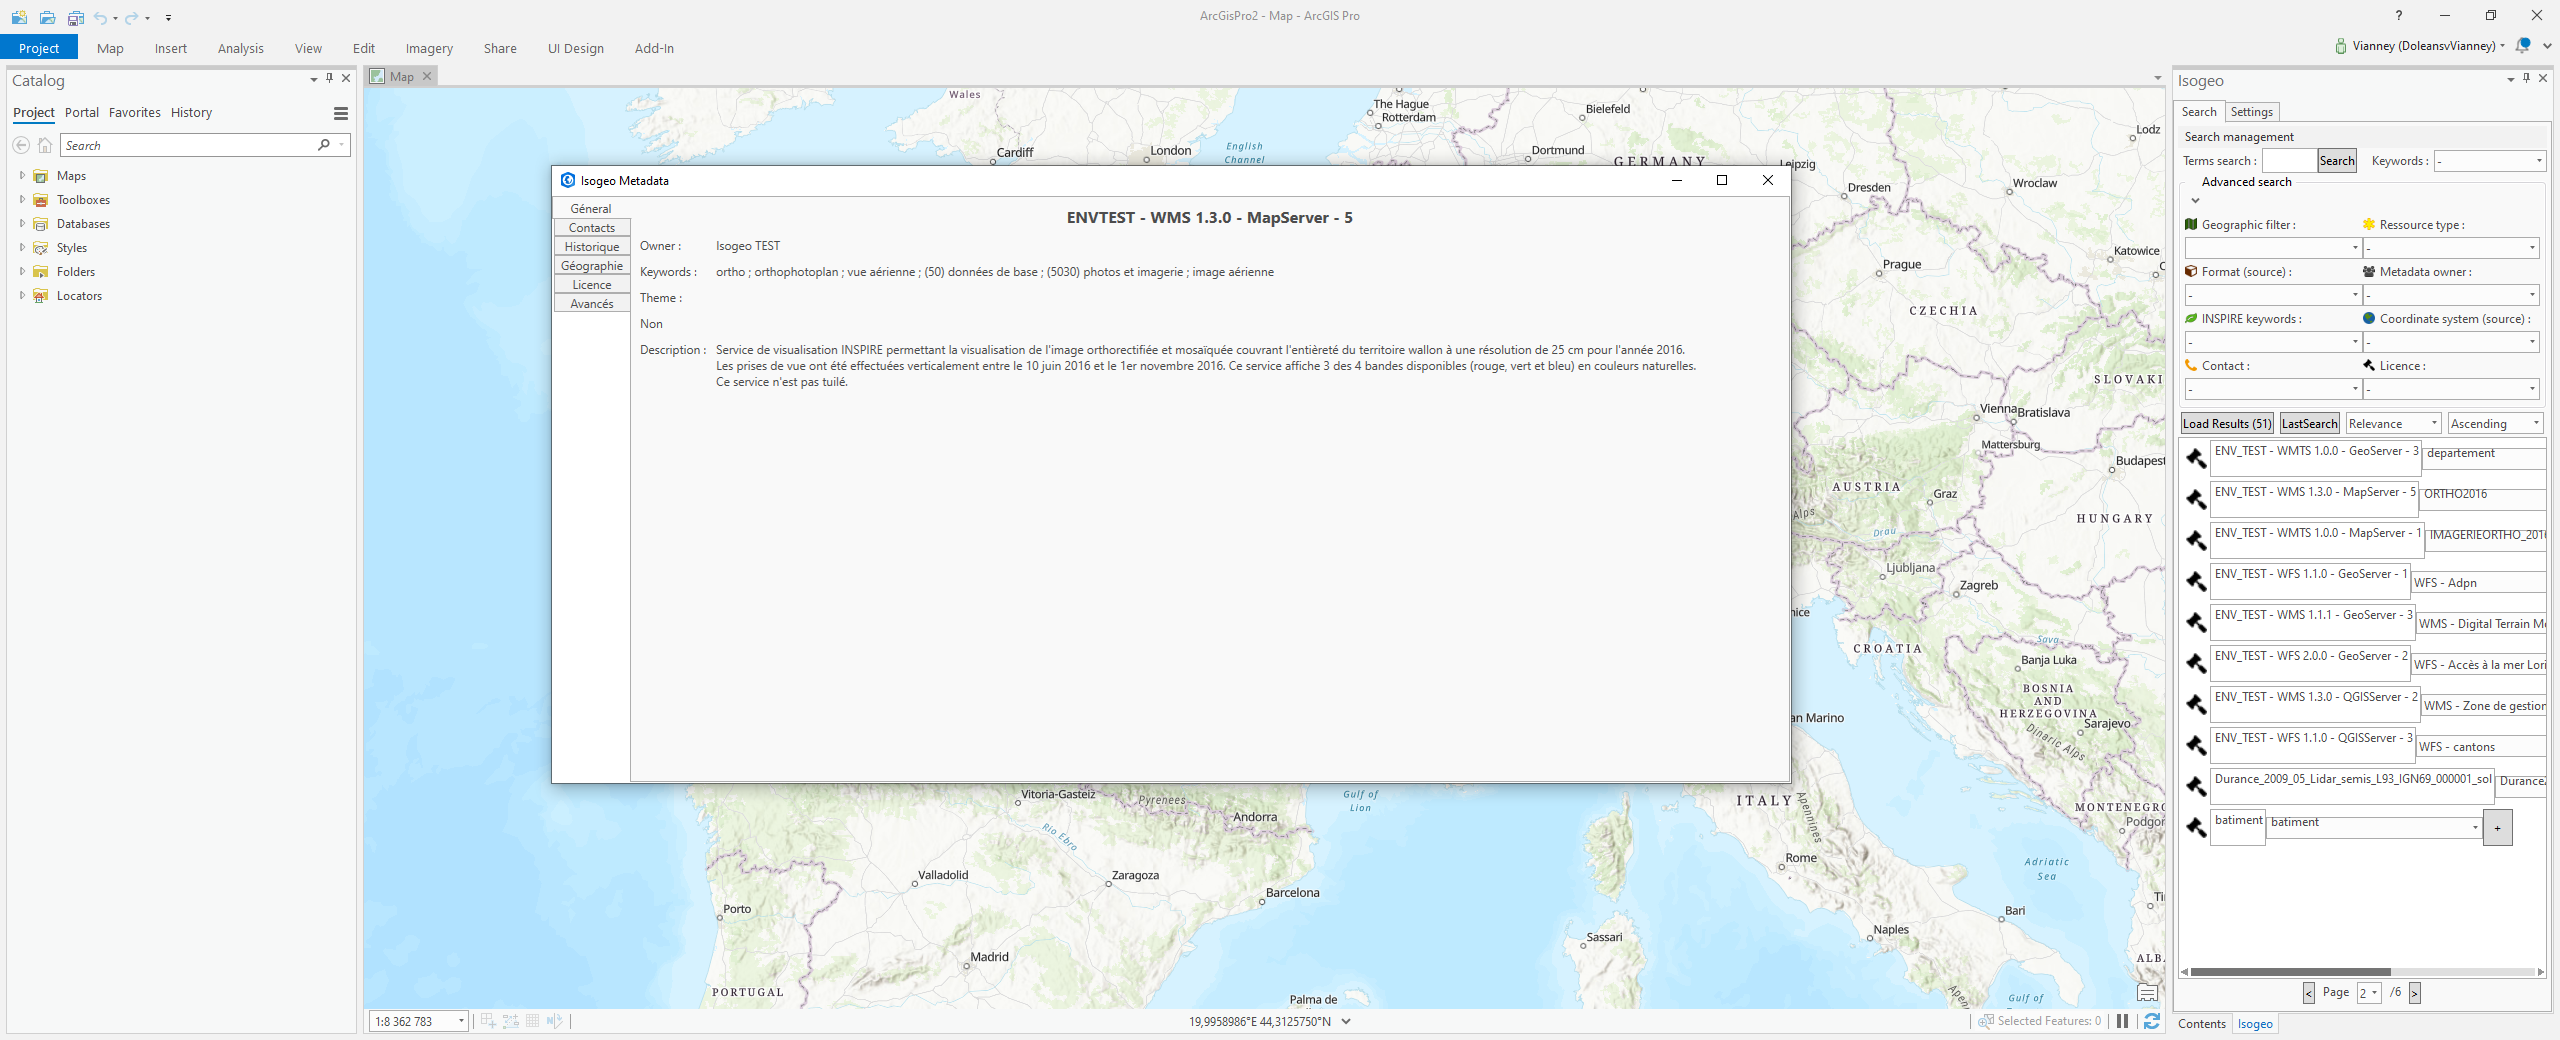 ArcGisPro2 - Map - ArcGIS Pro
?
Project
Map
Insert
Analysis
View
Edit
Imagery
Share
UI Design
Add-In
Vianney (DoleansvVianney)
Catalog
Project
Portal
Favorites
History
Search
Maps
Toolboxes
Databases
Styles
Folders
Locators
Map
Wales
Cardiff
London
English
Channel
The Hague
Rotterdam
Bielefeld
Dortmund
GERMANY
Leipzig
Dresden
Lodz
Wroclaw
Katowice
Prague
CZECHIA
SLOVAKI
Vienna
Bratislava
Mattersburg
Budapest
AUSTRIA
Graz
Alps
HUNGARY
Drau
Ljubljana
Zagreb
nice
CROATIA
Sava
Banja Luka
BOSNIA
AND
HERZEGOVINA
Sarajevo
Dinaric Alps
an Marino
MONTENEGRO
Podgor
ITALY
Apennines
Rome
Adriatic
Sea
Bari
Naples
ALB
Ti
Gulf of
Apen
Vitoria-Gasteiz
Pyrenees
Andorra
Gulf of
Lion
Rio Ebro
Valladolid
Zaragoza
Barcelona
Porto
Madrid
PORTUGAL
Sassari
Palma de
Isogeo Metadata
Géneral
Contacts
Historique
Géographie
Licence
Avancés
ENVTEST - WMS 1.3.0 - MapServer - 5
Owner : Isogeo TEST
Keywords : ortho ; orthophotoplan ; vue aérienne ; (50) données de base ; (5030) photos et imagerie ; image aérienne
Theme :
Non
Description : Service de visualisation INSPIRE permettant la visualisation de l'image orthorectifiée et mosaïquée couvrant l'entièreté du territoire wallon à une résolution de 25 cm pour l'année 2016.
Les prises de vue ont été effectuées verticalement entre le 10 juin 2016 et le 1er novembre 2016. Ce service affiche 3 des 4 bandes disponibles (rouge, vert et bleu) en couleurs naturelles.
Ce service n'est pas tuilé.
1:8 362 783
19,9958986°E 44,3125750°N
Selected Features: 0
Isogeo
Search
Settings
Search management
Terms search :
Search
Keywords :
-
Advanced search
Geographic filter :
Ressource type :
-
Format (source) :
Metadata owner :
-
-
INSPIRE keywords :
Coordinate system (source) :
-
-
Contact :
Licence :
-
-
Load Results (51)
LastSearch
Relevance
Ascending
ENV_TEST - WMTS 1.0.0 - GeoServer - 3
departement
ENV_TEST - WMS 1.3.0 - MapServer - 5
ORTHO2016
ENV_TEST - WMTS 1.0.0 - MapServer - 1
IMAGERIEORTHO_2016
ENV_TEST - WFS 1.1.0 - GeoServer - 1
WFS - Adpn
ENV_TEST - WMS 1.1.1 - GeoServer - 3
WMS - Digital Terrain Mo
ENV_TEST - WFS 2.0.0 - GeoServer - 2
WFS - Accès à la mer Lori
ENV_TEST - WMS 1.3.0 - QGISServer - 2
WMS - Zone de gestion
ENV_TEST - WFS 1.1.0 - QGISServer - 3
WFS - cantons
Durance_2009_05_Lidar_semis_L93_IGN69_000001_sol
Durance
batiment
batiment
+
<
Page
2
/6
>
Contents
Isogeo